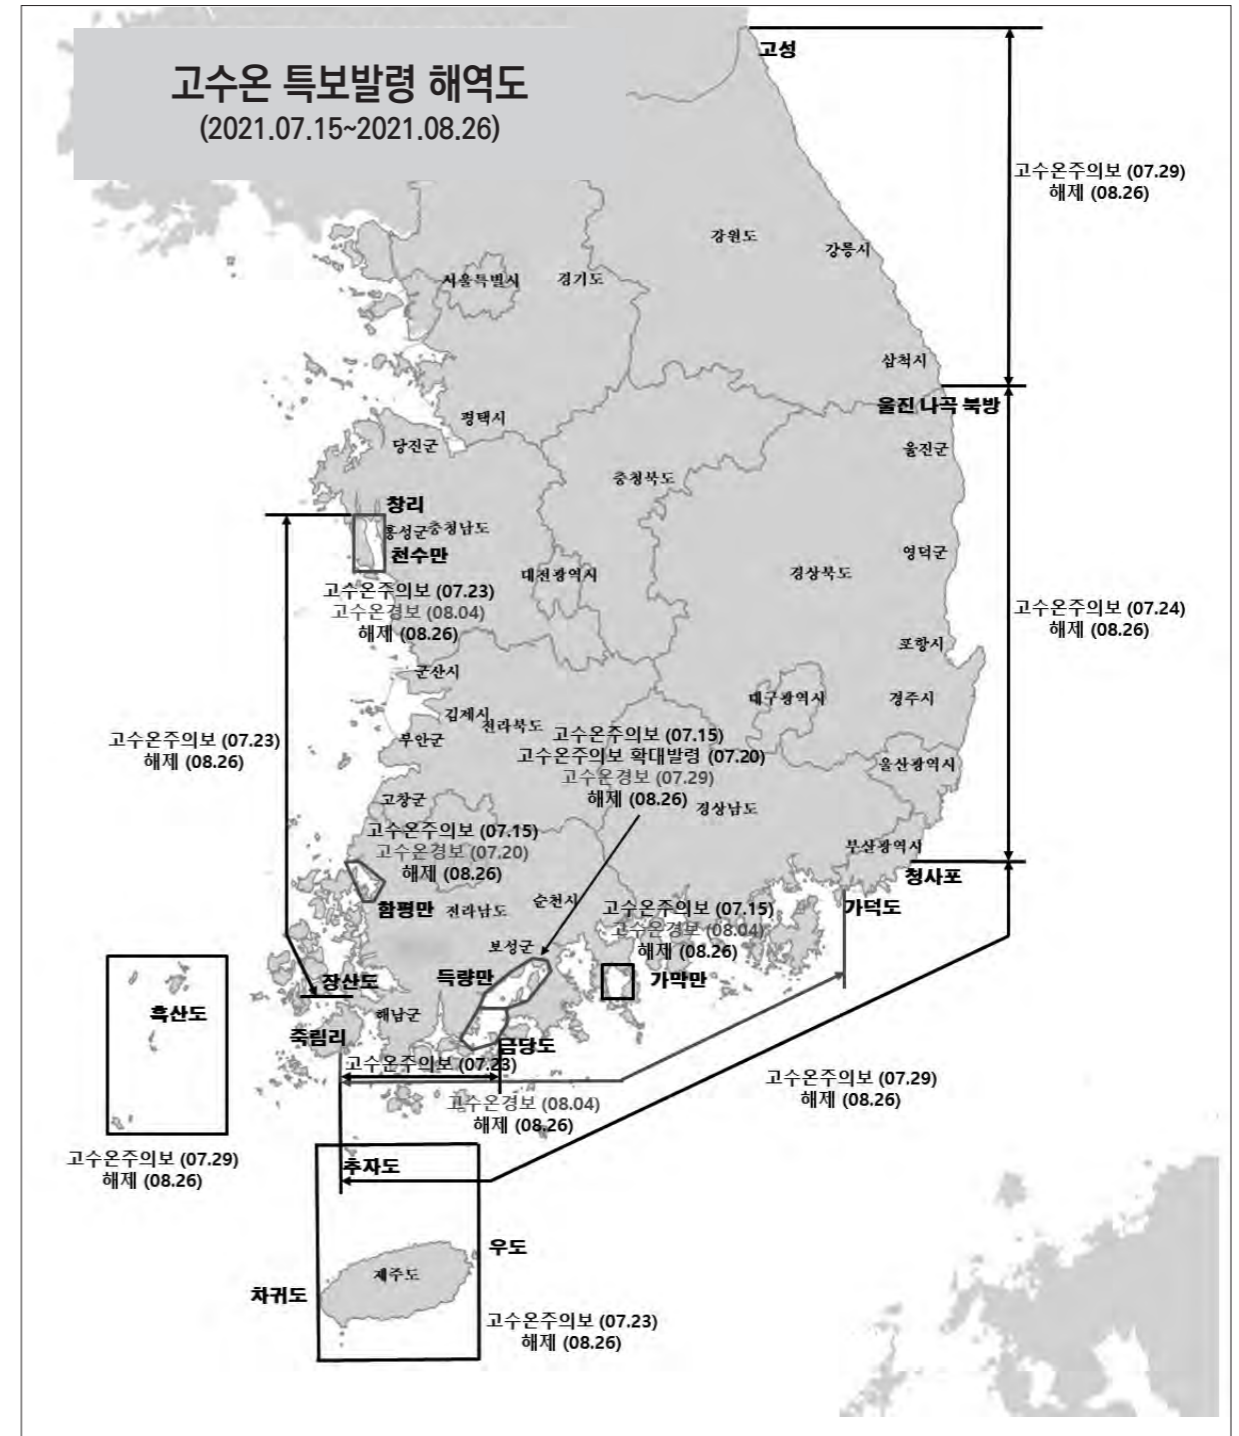 고수온 특보발령 해역도
(2021.07.15~2021.08.26)
고성
고수온주의보 (07.29)
해제 (08.26)
강원도
강릉시
서울특별시
경기도
삼척시
울진 나곡 북방
평택시
당진군
울진군
충청북도
창리
홍성군
충청남도
천수만
영덕군
대전광역시
경상북도
고수온주의보 (07.23)
고수온경보 (08.04)
해제 (08.26)
고수온주의보 (07.24)
해제 (08.26)
포항시
군산시
대구광역시
경주시
김제시
전라북도
부안군
고수온주의보 (07.23)
해제 (08.26)
고수온주의보 (07.15)
고수온주의보 확대발령 (07.20)
고수온경보 (07.29)
해제 (08.26)
울산광역시
고창군
경상남도
고수온주의보 (07.15)
고수온경보 (07.20)
해제 (08.26)
부산광역시
청사포
함평만
전라남도
순천시
고수온주의보 (07.15)
고수온경보 (08.04)
해제 (08.26)
가덕도
보성군
득량만
가막만
장산도
흑산도
해남군
죽림리
금당도
고수온주의보 (07.23)
고수온경보 (08.04)
해제 (08.26)
고수온주의보 (07.29)
해제 (08.26)
고수온주의보 (07.29)
해제 (08.26)
추자도
우도
제주도
차귀도
고수온주의보 (07.23)
해제 (08.26)